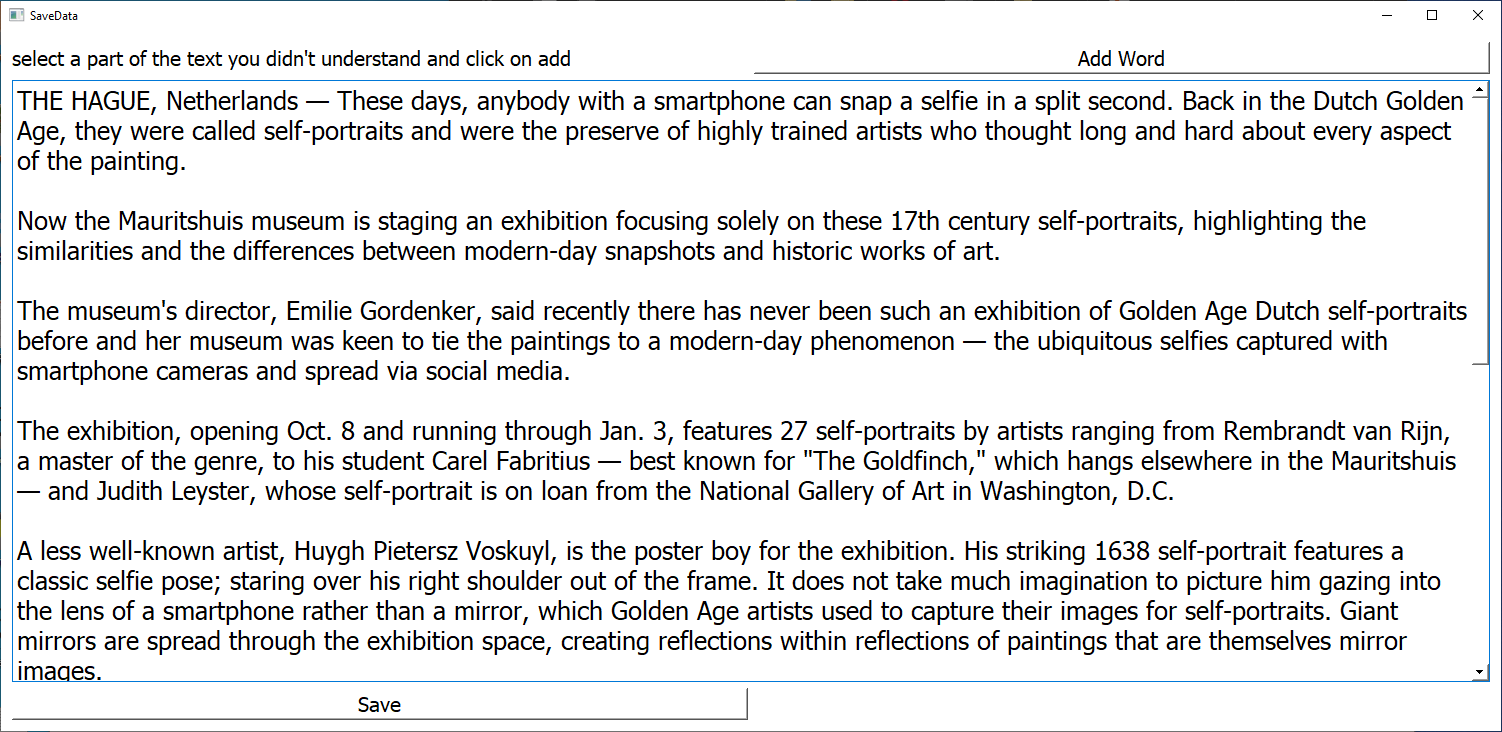 SaveData
select a part of the text you didn't understand and click on add
Add Word
THE HAGUE, Netherlands — These days, anybody with a smartphone can snap a selfie in a split second. Back in the Dutch Golden
Age, they were called self-portraits and were the preserve of highly trained artists who thought long and hard about every aspect
of the painting.
Now the Mauritshuis museum is staging an exhibition focusing solely on these 17th century self-portraits, highlighting the
similarities and the differences between modern-day snapshots and historic works of art.
The museum's director, Emilie Gordenker, said recently there has never been such an exhibition of Golden Age Dutch self-portraits
before and her museum was keen to tie the paintings to a modern-day phenomenon — the ubiquitous selfies captured with
smartphone cameras and spread via social media.
The exhibition, opening Oct. 8 and running through Jan. 3, features 27 self-portraits by artists ranging from Rembrandt van Rijn,
a master of the genre, to his student Carel Fabritius — best known for "The Goldfinch," which hangs elsewhere in the Mauritshuis
— and Judith Leyster, whose self-portrait is on loan from the National Gallery of Art in Washington, D.C.
A less well-known artist, Huygh Pietersz Voskuyl, is the poster boy for the exhibition. His striking 1638 self-portrait features a
classic selfie pose; staring over his right shoulder out of the frame. It does not take much imagination to picture him gazing into
the lens of a smartphone rather than a mirror, which Golden Age artists used to capture their images for self-portraits. Giant
mirrors are spread through the exhibition space, creating reflections within reflections of paintings that are themselves mirror
images.
Save